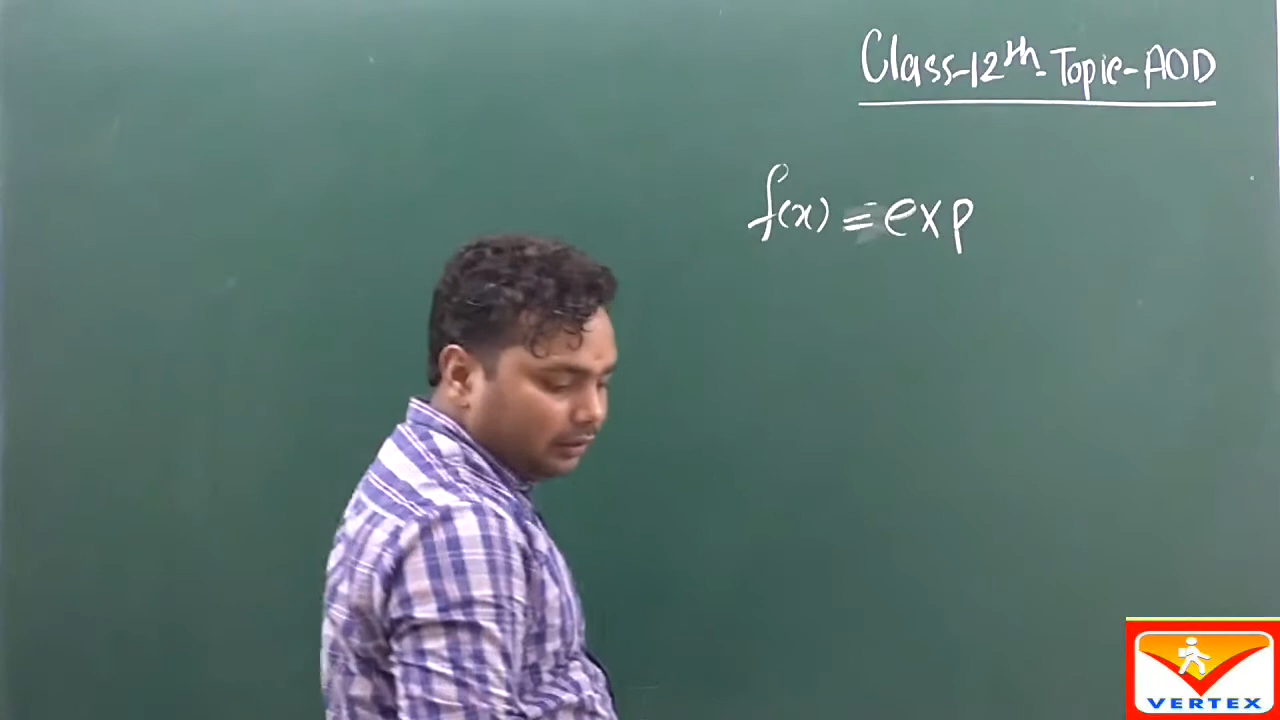 Class-12th-Topic-AOD
f(x) = exp
VERTEX